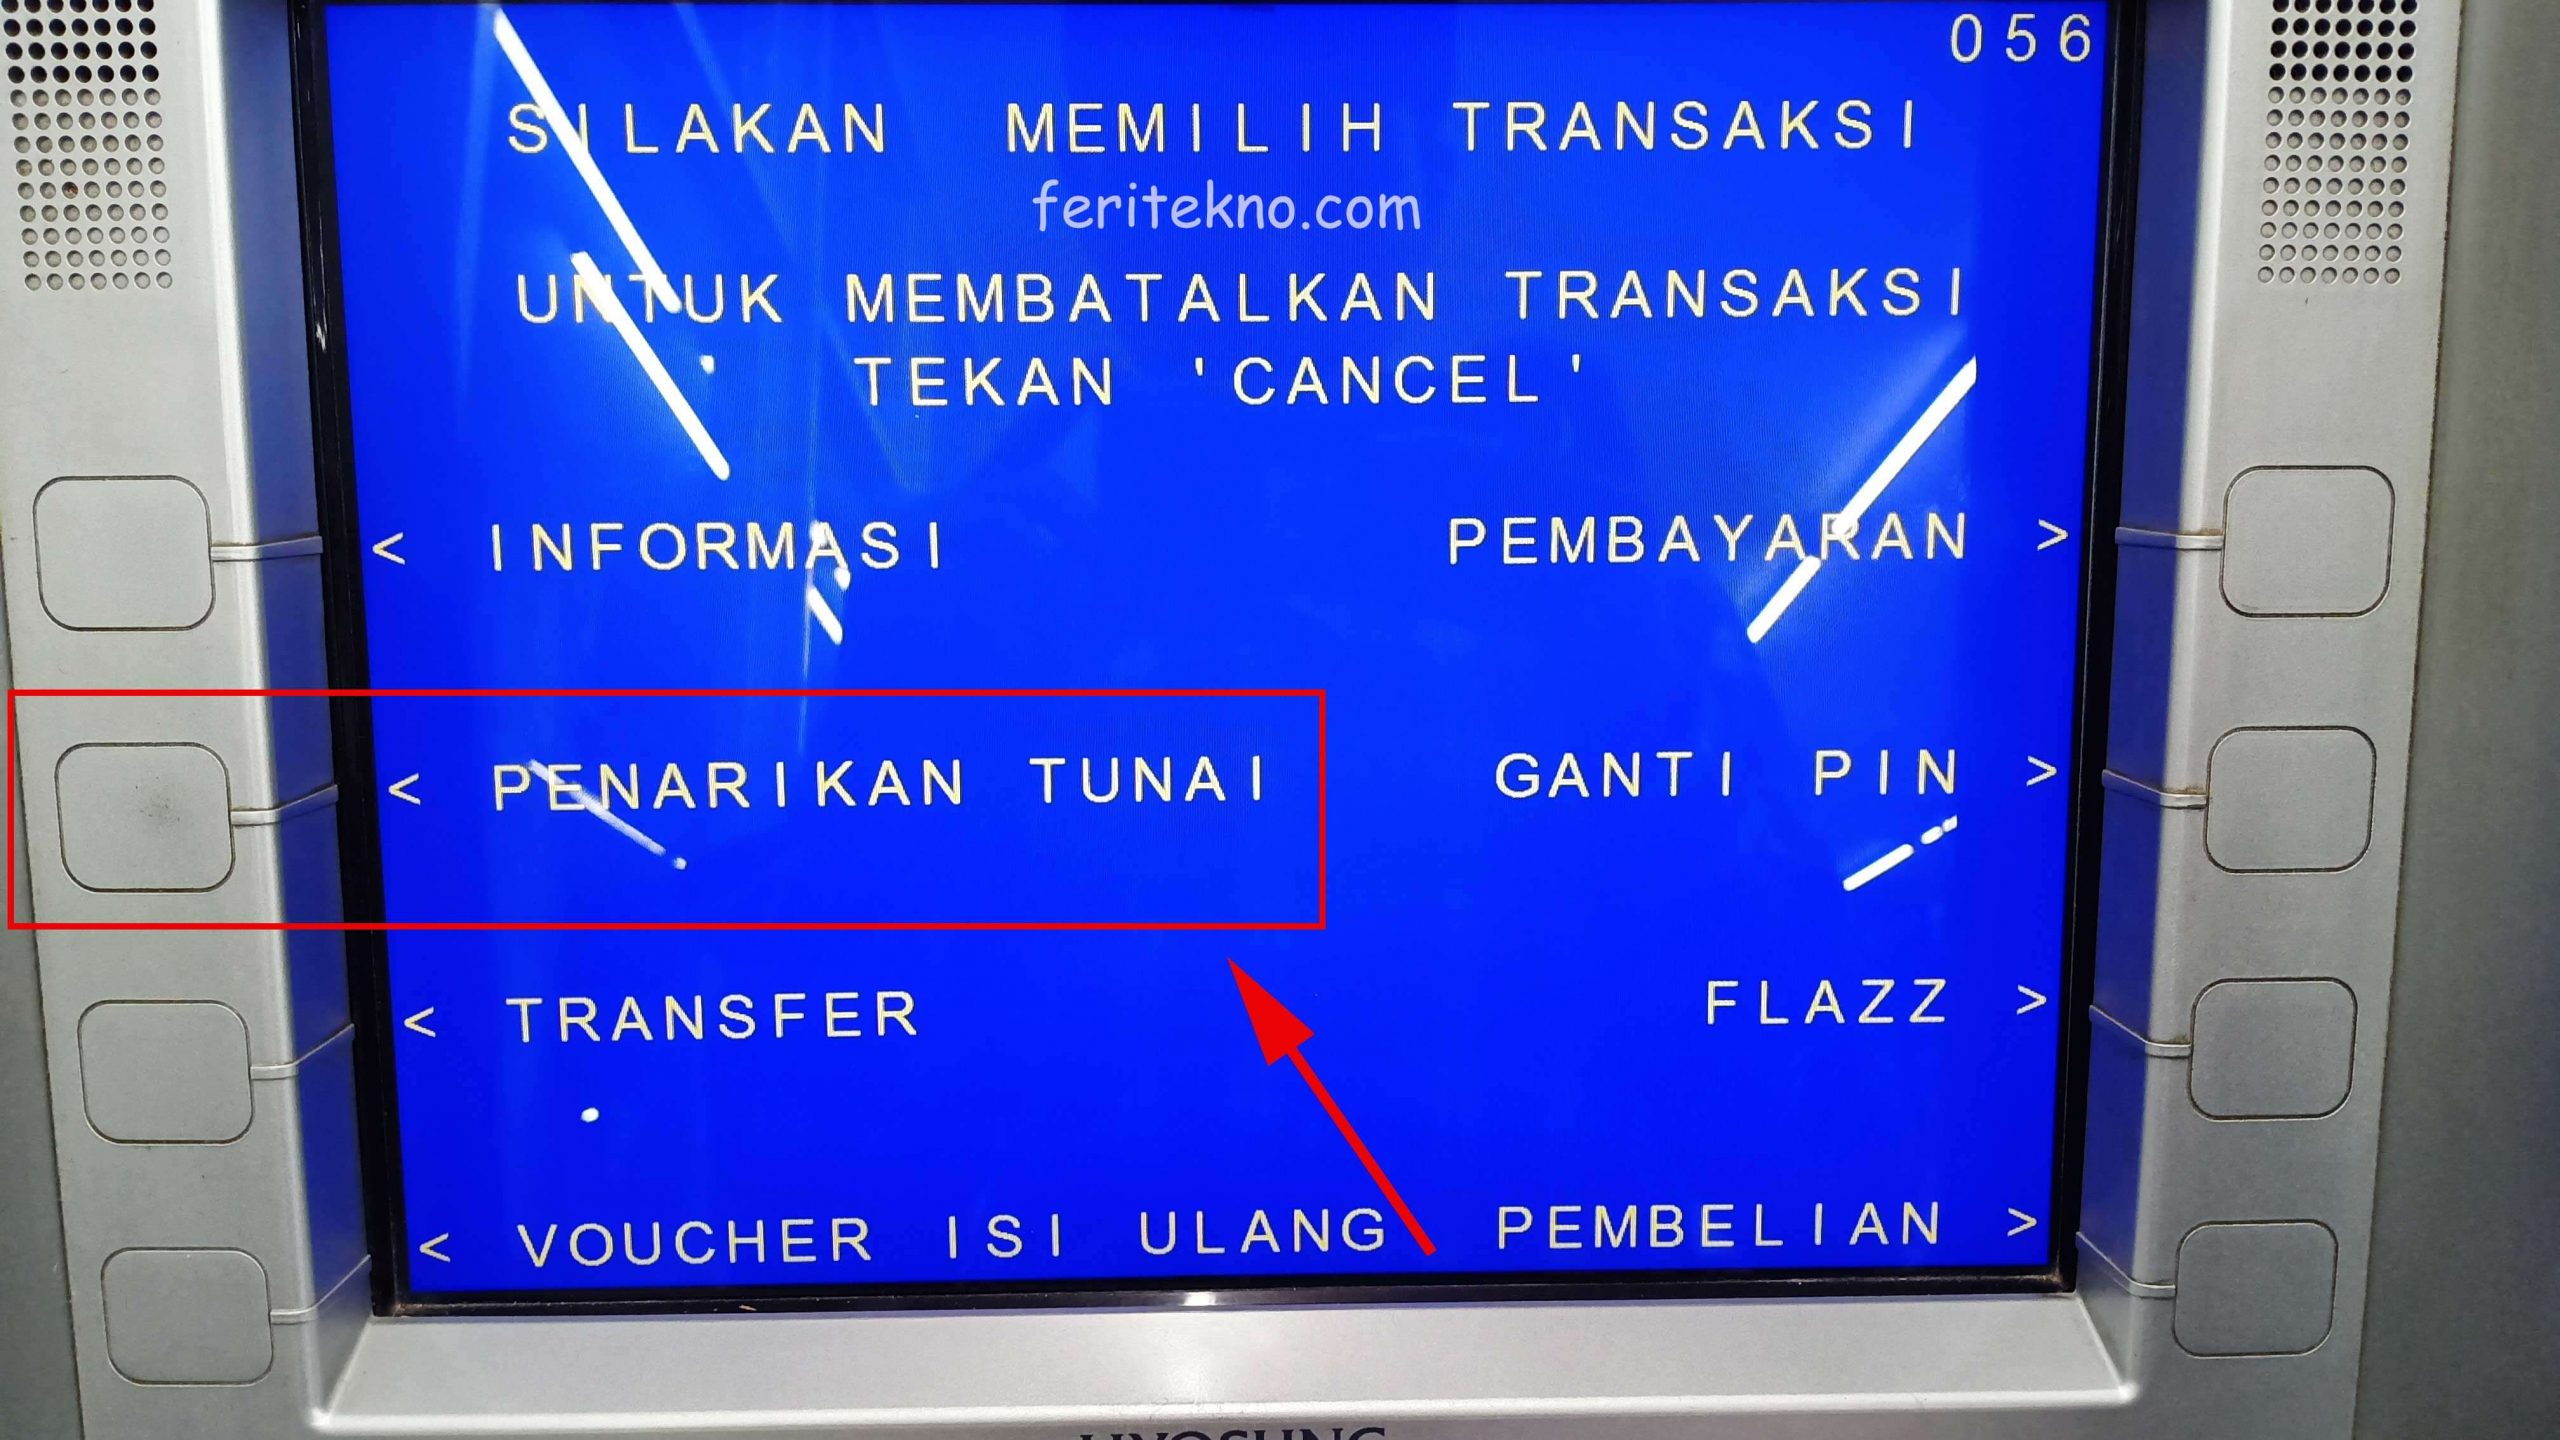 056
SILAKAN MEMILIH TRANSAKSI
feritekno.com
UNTUK MEMBATALKAN TRANSAKSI
TEKAN 'CANCEL'
< INFORMASI
PEMBAYARAN >
< PENARIKAN TUNAI
GANTI PIN >
< TRANSFER
FLAZZ >
< VOUCHER ISI ULANG
PEMBELIAN >
HYOSUNG